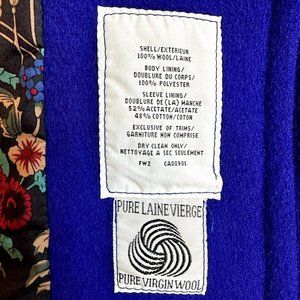 SHELL/EXTERIEUR
100% WOOL/LAINE
BODY LINING/
DOUBLURE DU CORPS/
100% POLYESTER
SLEEVE LINING/
DOUBLURE DE (LA) MANCHE
52% ACETATE/ACETATE
48% COTTON/COTON
EXCLUSIVE OF TRIMS/
GARNITURE NON COMPRISE
DRY CLEAN ONLY/
NETTOYAGE A SEC SEULEMENT
FW2 CA00301
PURE LAINE VIERGE
PURE VIRGIN WOOL